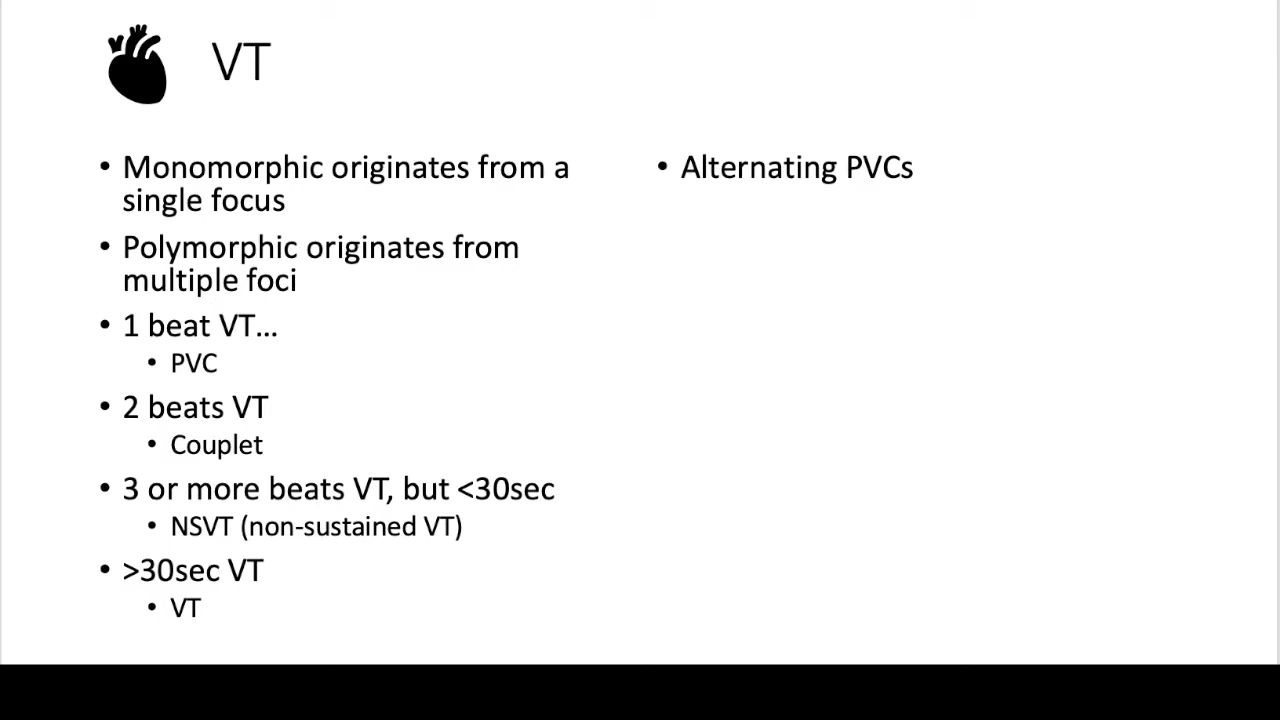 VT
• Monomorphic originates from a
single focus
• Polymorphic originates from
multiple foci
• 1 beat VT...
• PVC
• 2 beats VT
• Couplet
• 3 or more beats VT, but <30sec
• NSVT (non-sustained VT)
• >30sec VT
• VT
• Alternating PVCs